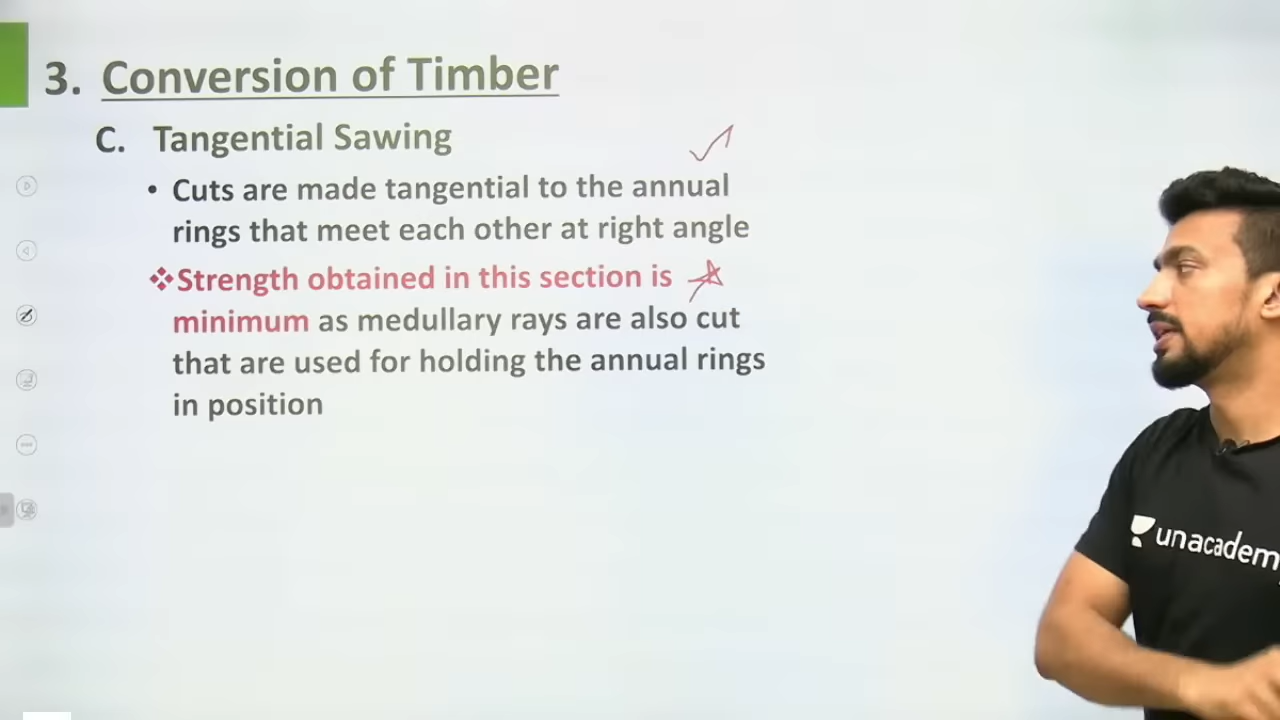 3. Conversion of Timber
C. Tangential Sawing
• Cuts are made tangential to the annual
rings that meet each other at right angle
❖Strength obtained in this section is
minimum as medullary rays are also cut
that are used for holding the annual rings
in position
unacadem